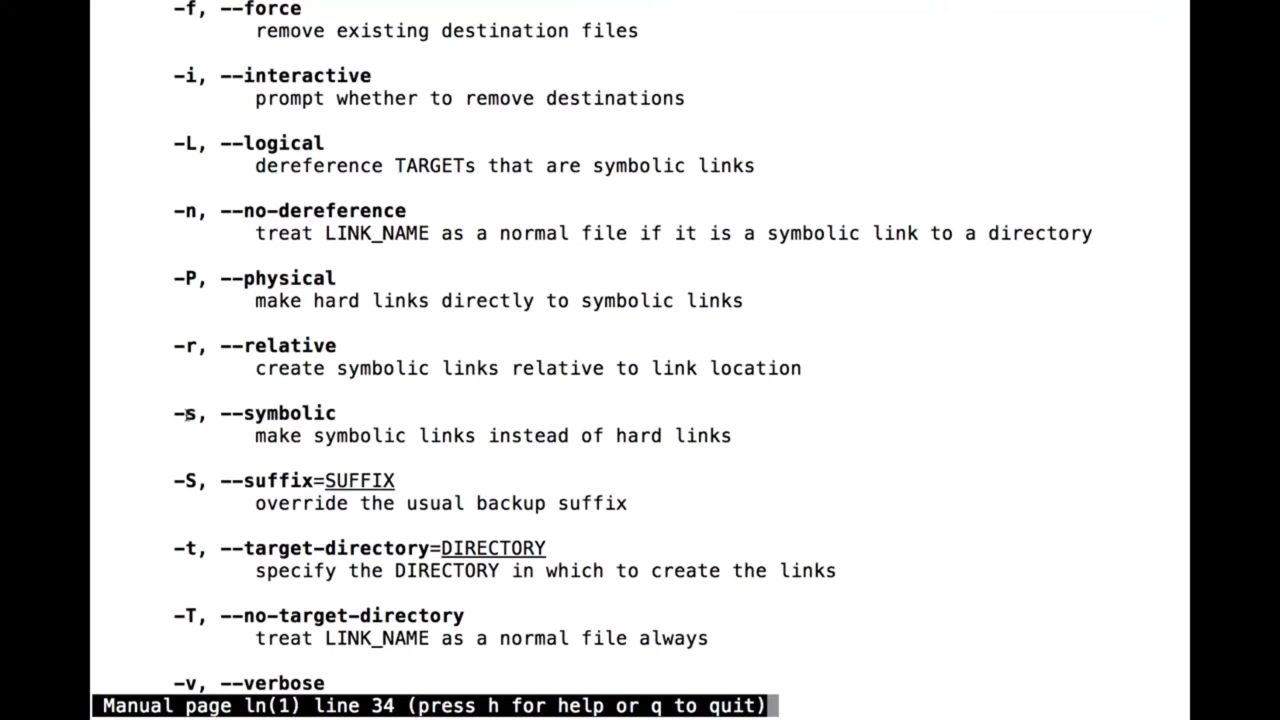 -f, --force
remove existing destination files
-i, --interactive
prompt whether to remove destinations
-L, --logical
dereference TARGETs that are symbolic links
-n, --no-dereference
treat LINK_NAME as a normal file if it is a symbolic link to a directory
-P, --physical
make hard links directly to symbolic links
-r, --relative
create symbolic links relative to link location
-s, --symbolic
make symbolic links instead of hard links
-S, --suffix=SUFFIX
override the usual backup suffix
-t, --target-directory=DIRECTORY
specify the DIRECTORY in which to create the links
-T, --no-target-directory
treat LINK_NAME as a normal file always
-v, --verbose
Manual page ln(1) line 34 (press h for help or q to quit)